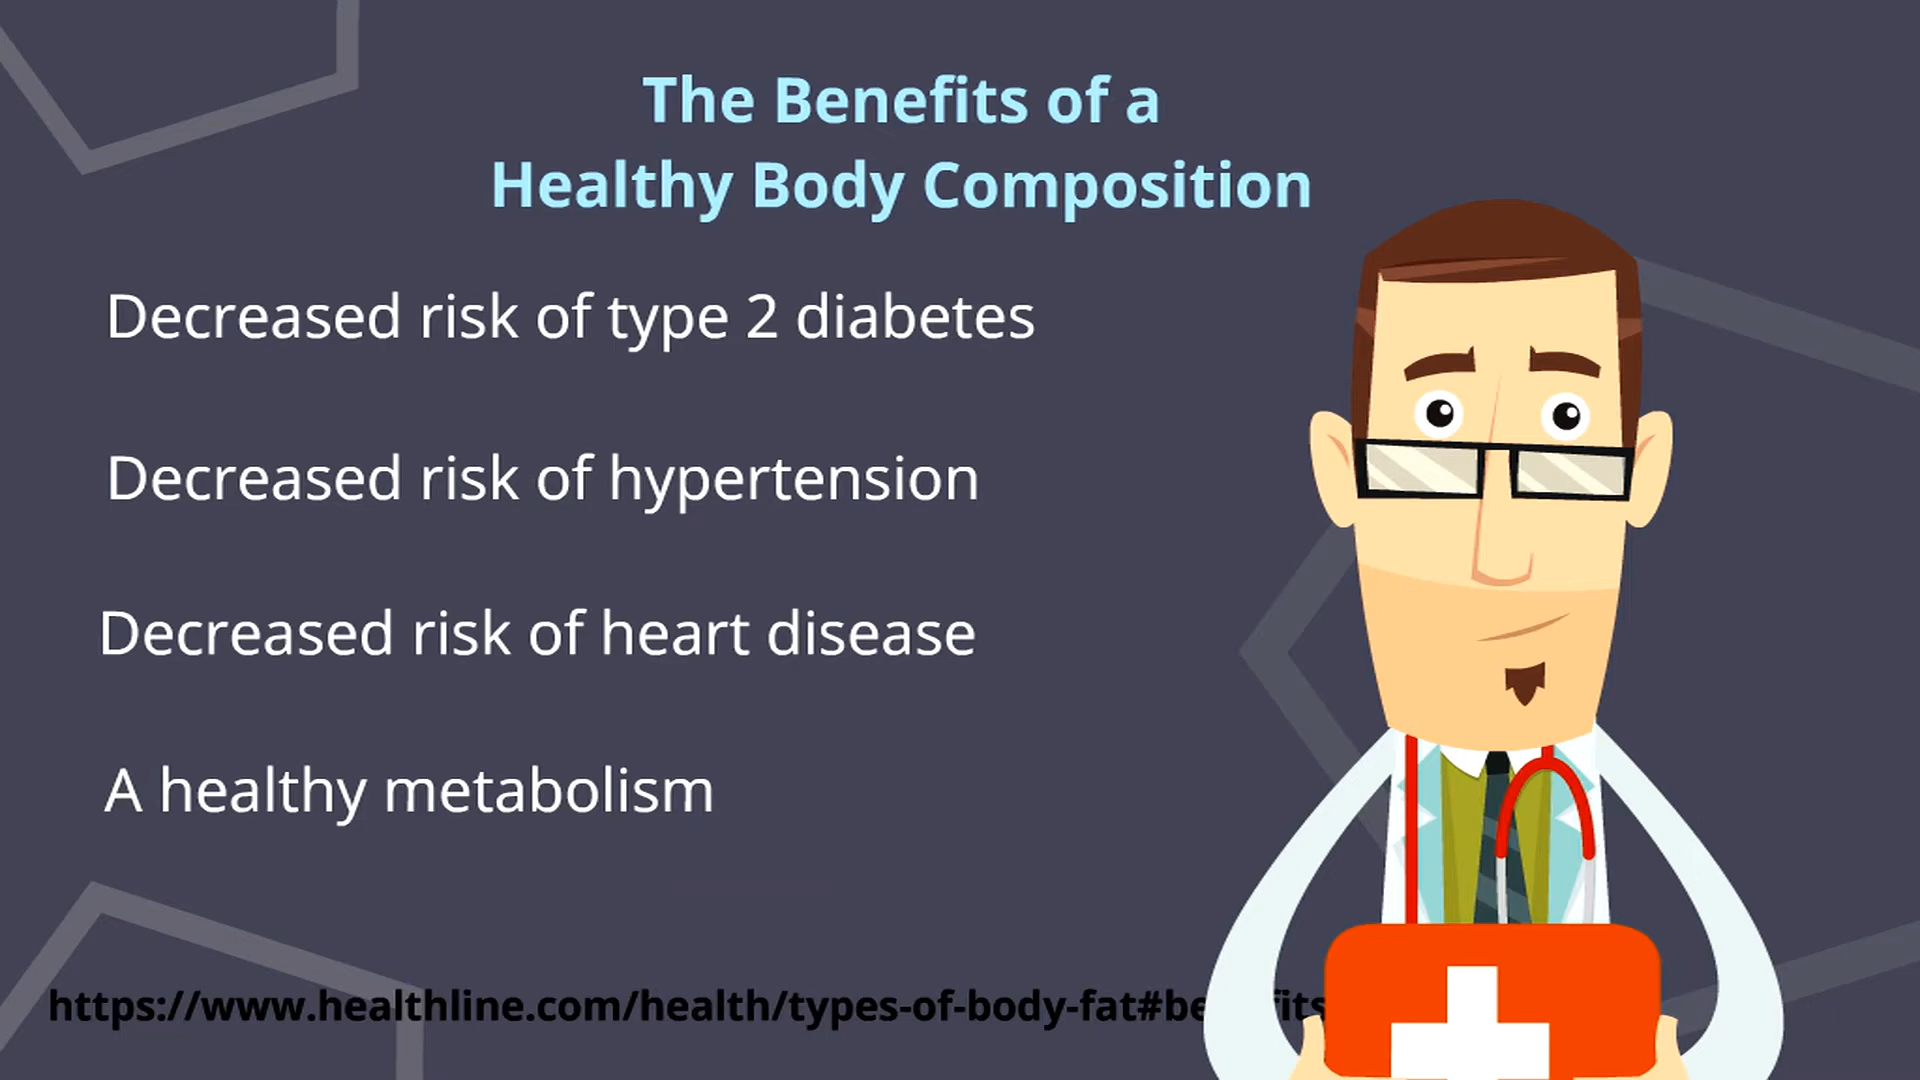 The Benefits of a
Healthy Body Composition
Decreased risk of type 2 diabetes
Decreased risk of hypertension
Decreased risk of heart disease
A healthy metabolism
https://www.healthline.com/health/types-of-body-fat#be fits